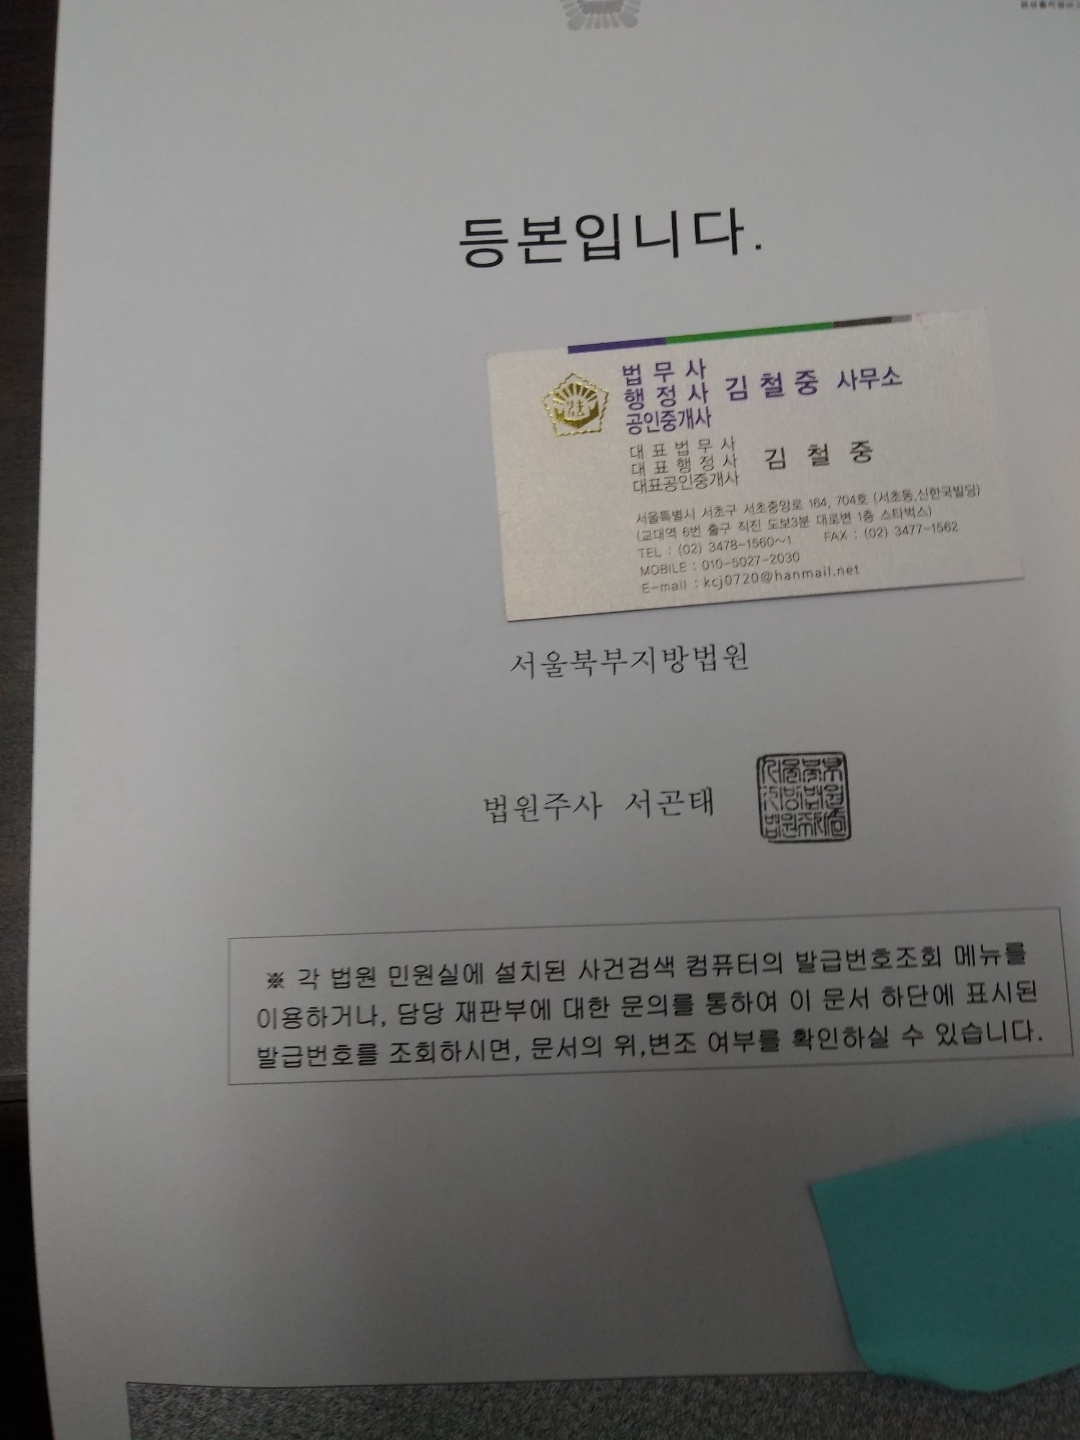 등본입니다.
법 무 사
행 정 사 김 철 중 사무소
공인중개사
대 표 법 무 사
대 표 행 정 사 김 철 중
대표공인중개사
서울특별시 서초구 서초중앙로 164, 704호 (서초동,신한국빌딩)
(교대역 6번 출구 직진 도보3분 대로변 1층 스타벅스)
TEL : (02) 3478-1560~1 FAX : (02) 3477-1562
MOBILE : 010-5027-2030
E-mail : kcj0720@hanmail.net
서울북부지방법원
법원주사 서곤태
※ 각 법원 민원실에 설치된 사건검색 컴퓨터의 발급번호조회 메뉴를
이용하거나, 담당 재판부에 대한 문의를 통하여 이 문서 하단에 표시된
발급번호를 조회하시면, 문서의 위,변조 여부를 확인하실 수 있습니다.